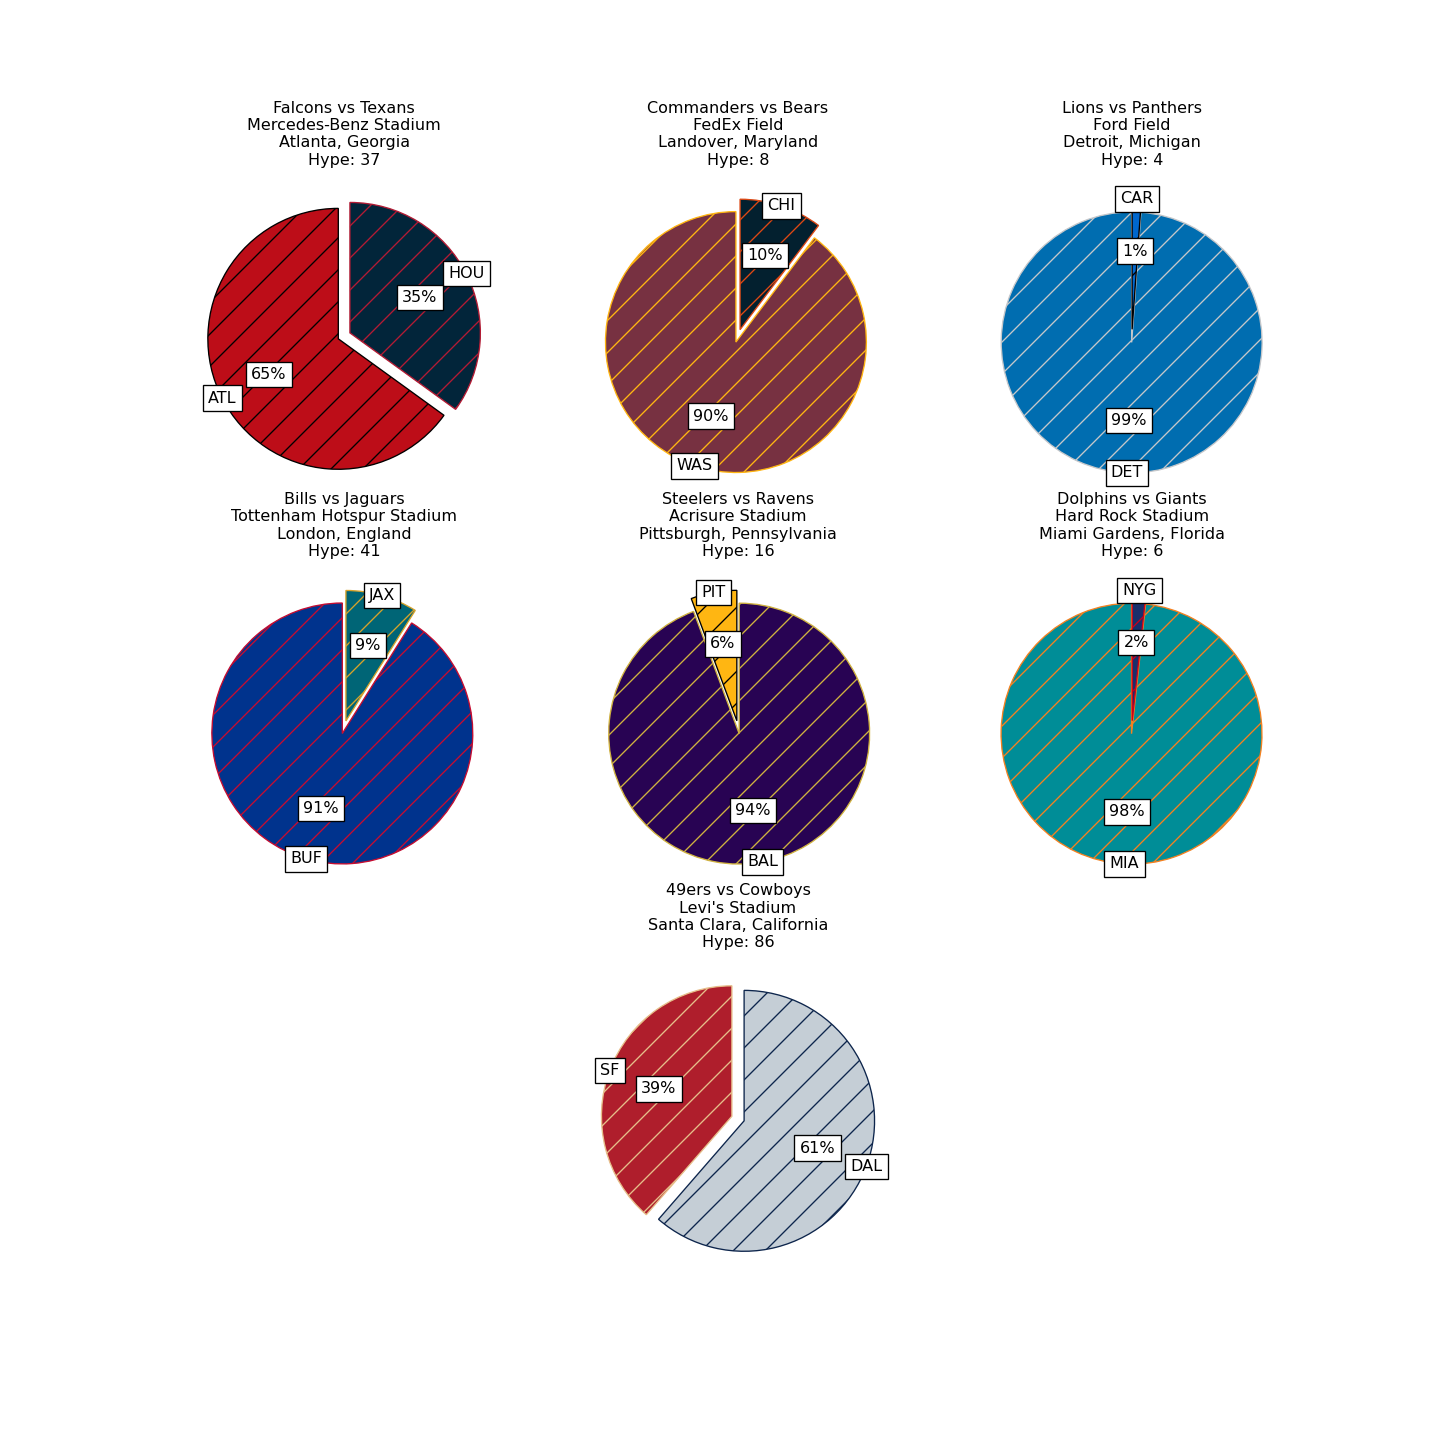 Falcons vs Texans
Mercedes-Benz Stadium
Atlanta, Georgia
Hype: 37
HOU
35%
65%
ATL
Commanders vs Bears
FedEx Field
Landover, Maryland
Hype: 8
CHI
10%
90%
WAS
Lions vs Panthers
Ford Field
Detroit, Michigan
Hype: 4
CAR
1%
99%
DET
Bills vs Jaguars
Tottenham Hotspur Stadium
London, England
Hype: 41
JAX
9%
91%
BUF
Steelers vs Ravens
Acrisure Stadium
Pittsburgh, Pennsylvania
Hype: 16
PIT
6%
94%
BAL
Dolphins vs Giants
Hard Rock Stadium
Miami Gardens, Florida
Hype: 6
NYG
2%
98%
MIA
49ers vs Cowboys
Levi's Stadium
Santa Clara, California
Hype: 86
SF
39%
61%
DAL